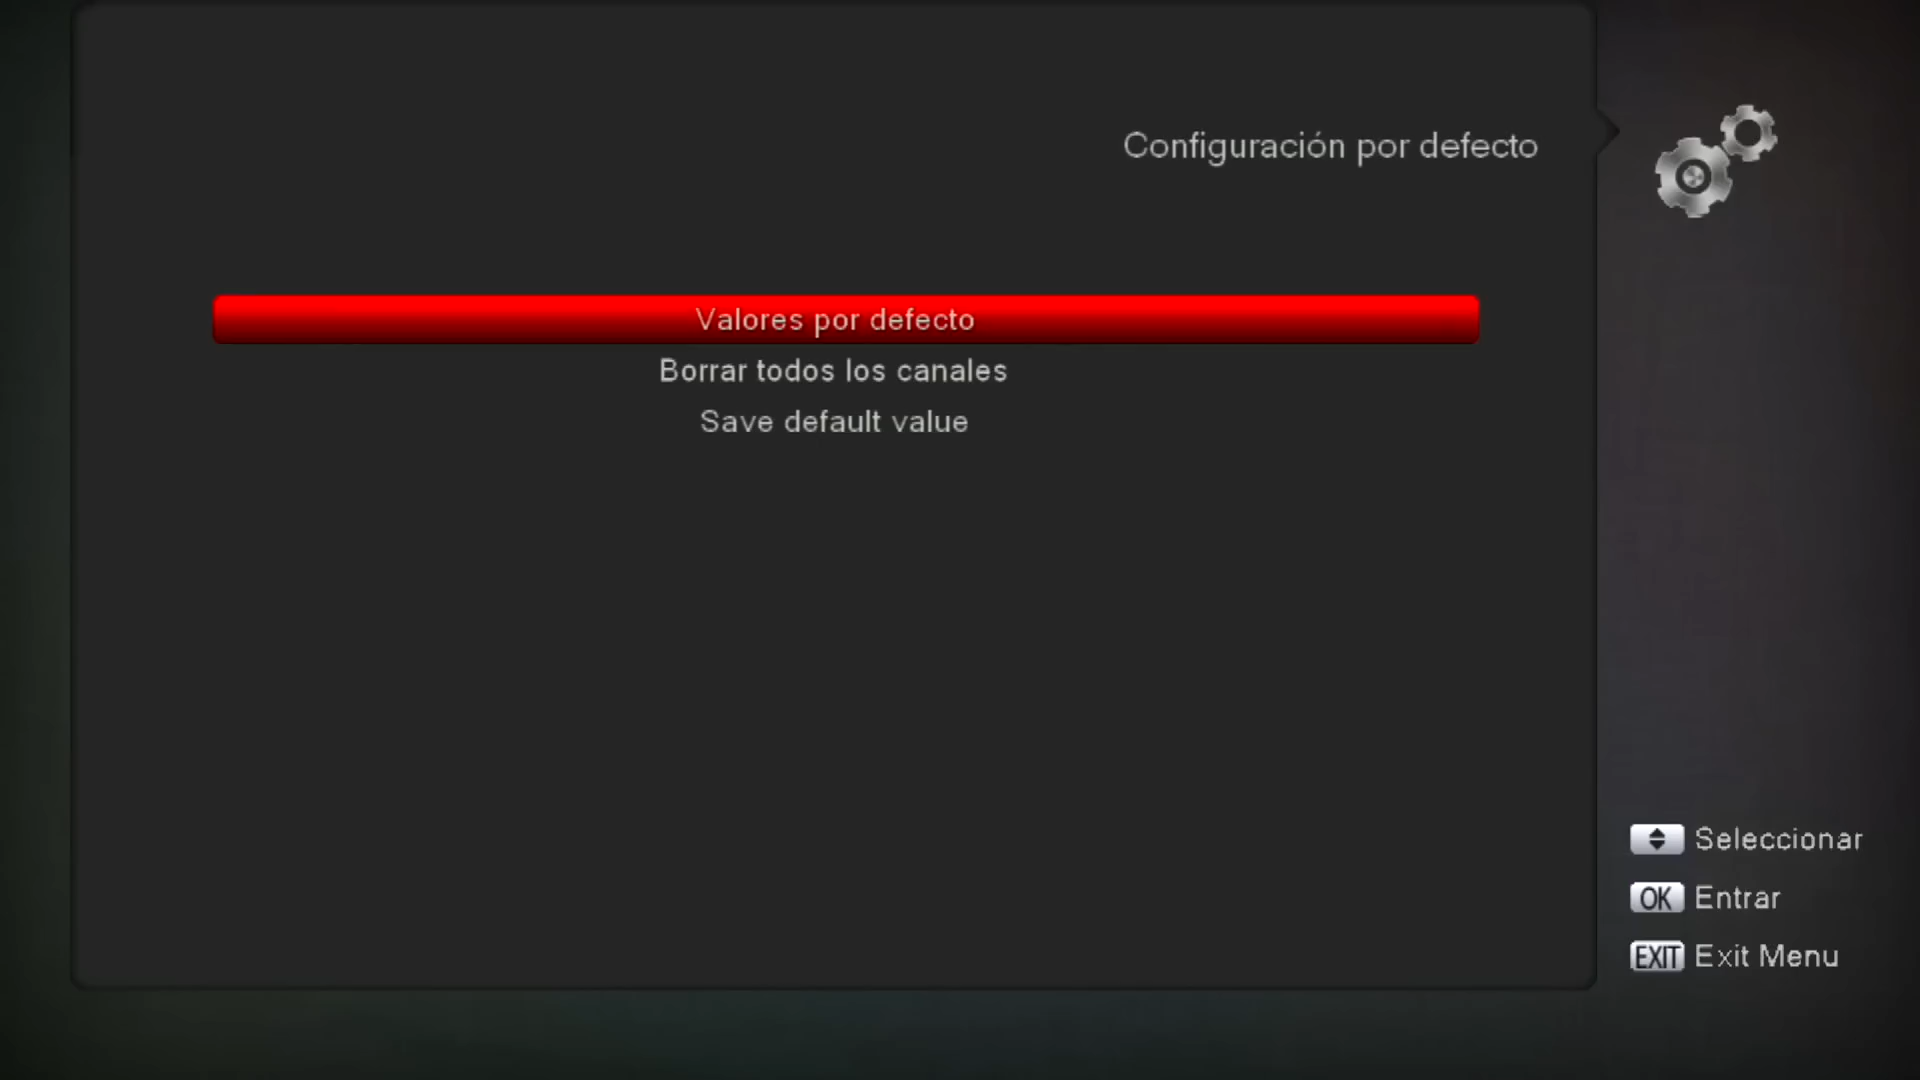 Configuración por defecto
Valores por defecto
Borrar todos los canales
Save default value
Seleccionar
OK Entrar
EXIT Exit Menu